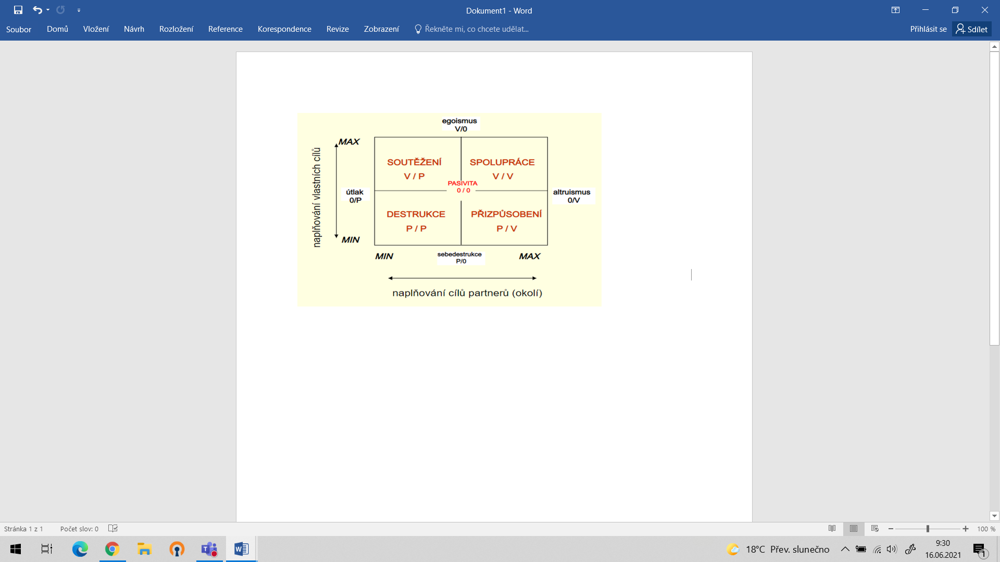 Dokument1 - Word
Soubor Domů Vložení Návrh Rozložení Reference Korespondence Revize Zobrazení Řekněte mi, co chcete udělat... Přihlásit se Sdílet
egoismus
V/0
MAX
SOUTĚŽENÍ SPOLUPRÁCE
V / P V / V
PASIVITA
0 / 0
naplňování vlastních cílů
útlak
0/P
altruismus
0/V
DESTRUKCE PŘIZPŮSOBENÍ
P / P P / V
MIN
MIN sebedestrukce MAX
P/0
naplňování cílů partnerů (okolí)
Stránka 1 z 1 Počet slov: 0 100 %
18°C Přev. slunečno
9:30
16.06.2021
1